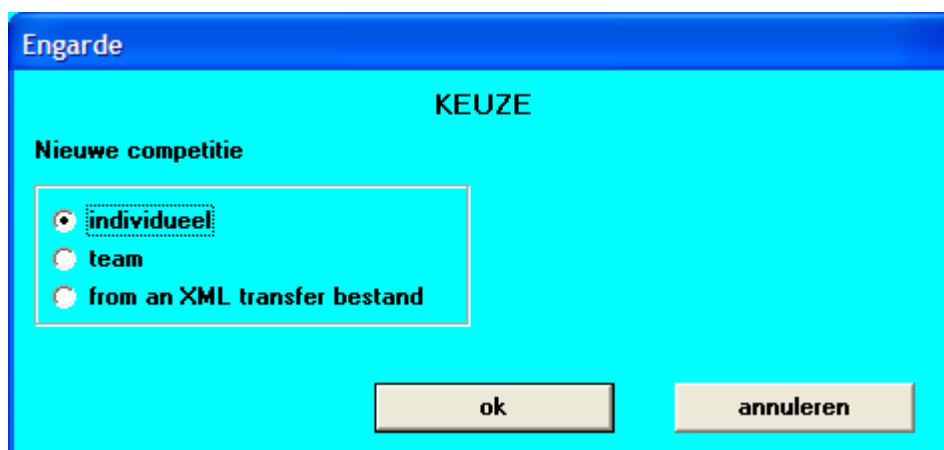 Engarde
KEUZE
Nieuwe competitie
individueel
team
from an XML transfer bestand
ok annuleren